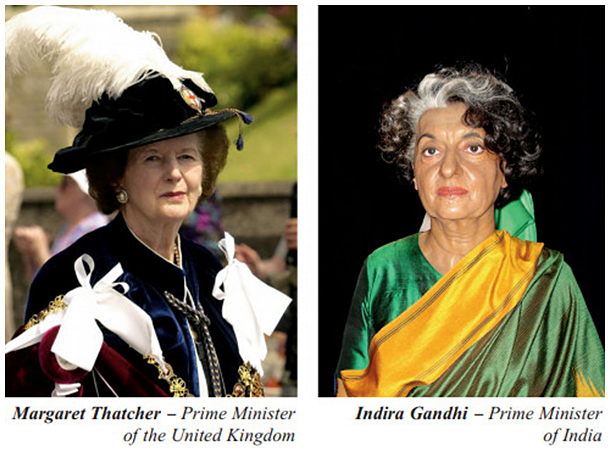 Margaret Thatcher – Prime Minister
of the United Kingdom
Indira Gandhi – Prime Minister
of India